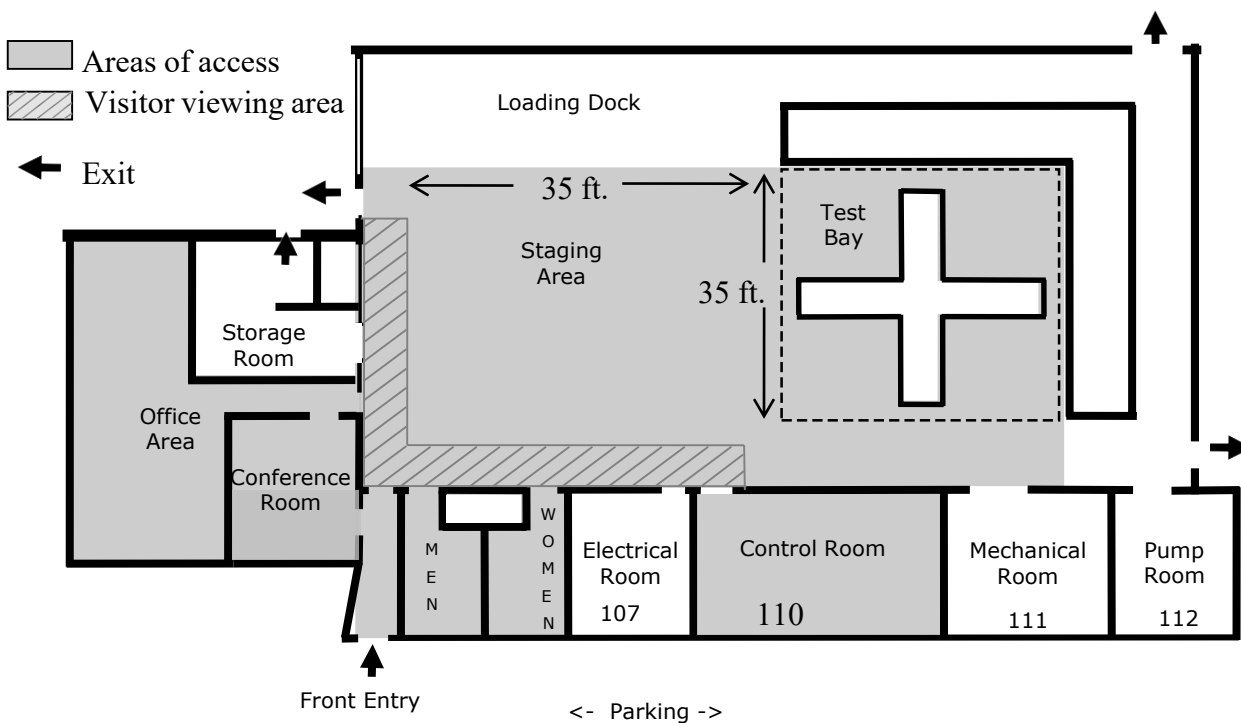 Areas of access
Visitor viewing area
Exit
Loading Dock
35 ft.
Test
Bay
Staging
Area
35 ft.
Storage
Room
Office
Area
Conference
Room
MEN
WOMEN
Electrical
Room
107
Control Room
110
Mechanical
Room
111
Pump
Room
112
Front Entry
<- Parking ->